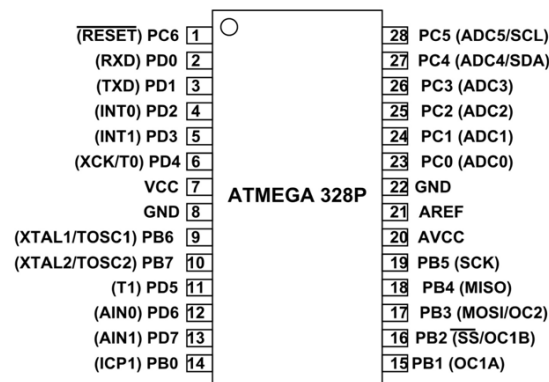 (RESET) PC6 1
(RXD) PD0 2
(TXD) PD1 3
(INT0) PD2 4
(INT1) PD3 5
(XCK/T0) PD4 6
VCC 7
GND 8
(XTAL1/TOSC1) PB6 9
(XTAL2/TOSC2) PB7 10
(T1) PD5 11
(AIN0) PD6 12
(AIN1) PD7 13
(ICP1) PB0 14
ATMEGA 328P
28 PC5 (ADC5/SCL)
27 PC4 (ADC4/SDA)
26 PC3 (ADC3)
25 PC2 (ADC2)
24 PC1 (ADC1)
23 PC0 (ADC0)
22 GND
21 AREF
20 AVCC
19 PB5 (SCK)
18 PB4 (MISO)
17 PB3 (MOSI/OC2)
16 PB2 (SS/OC1B)
15 PB1 (OC1A)